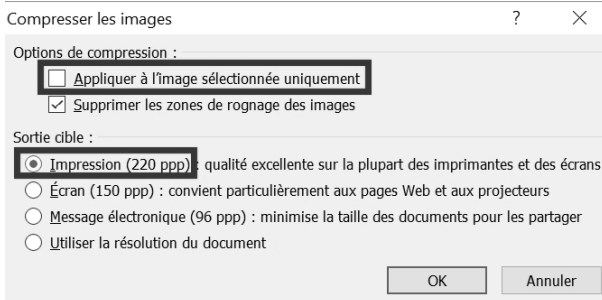 Compresser les images ?
Options de compression :
Appliquer à l'image sélectionnée uniquement
Supprimer les zones de rognage des images
Sortie cible :
Impression (220 ppp) : qualité excellente sur la plupart des imprimantes et des écrans
Écran (150 ppp) : convient particulièrement aux pages Web et aux projecteurs
Message électronique (96 ppp) : minimise la taille des documents pour les partager
Utiliser la résolution du document
OK Annuler